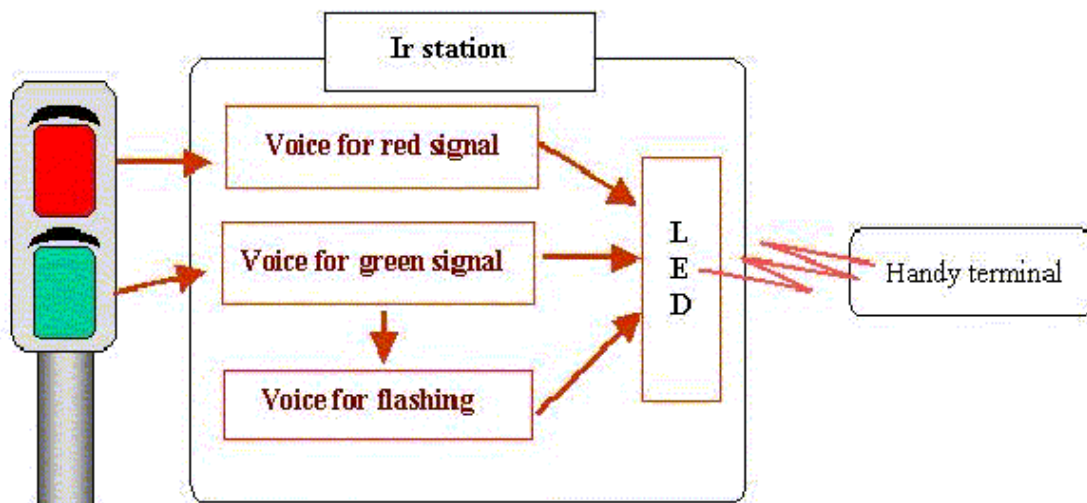 Ir station
Voice for red signal
Voice for green signal
Voice for flashing
L
E
D
Handy terminal